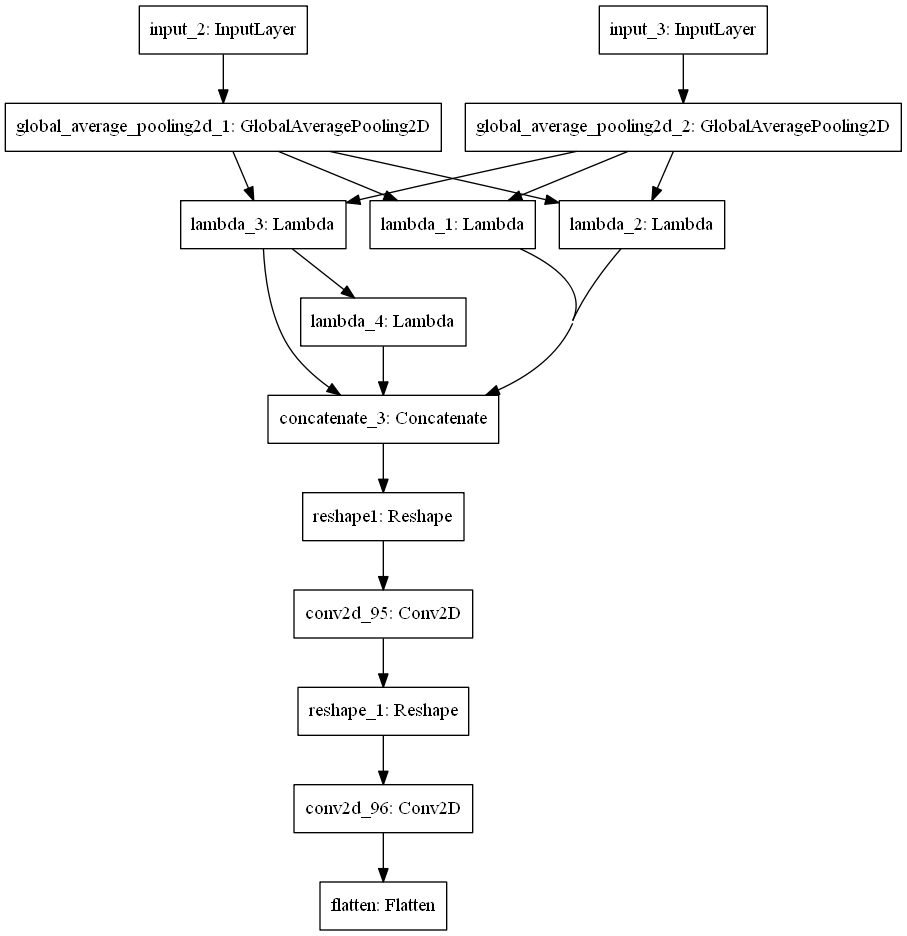 input_2: InputLayer
input_3: InputLayer
global_average_pooling2d_1: GlobalAveragePooling2D
global_average_pooling2d_2: GlobalAveragePooling2D
lambda_3: Lambda
lambda_1: Lambda
lambda_2: Lambda
lambda_4: Lambda
concatenate_3: Concatenate
reshape1: Reshape
conv2d_95: Conv2D
reshape_1: Reshape
conv2d_96: Conv2D
flatten: Flatten